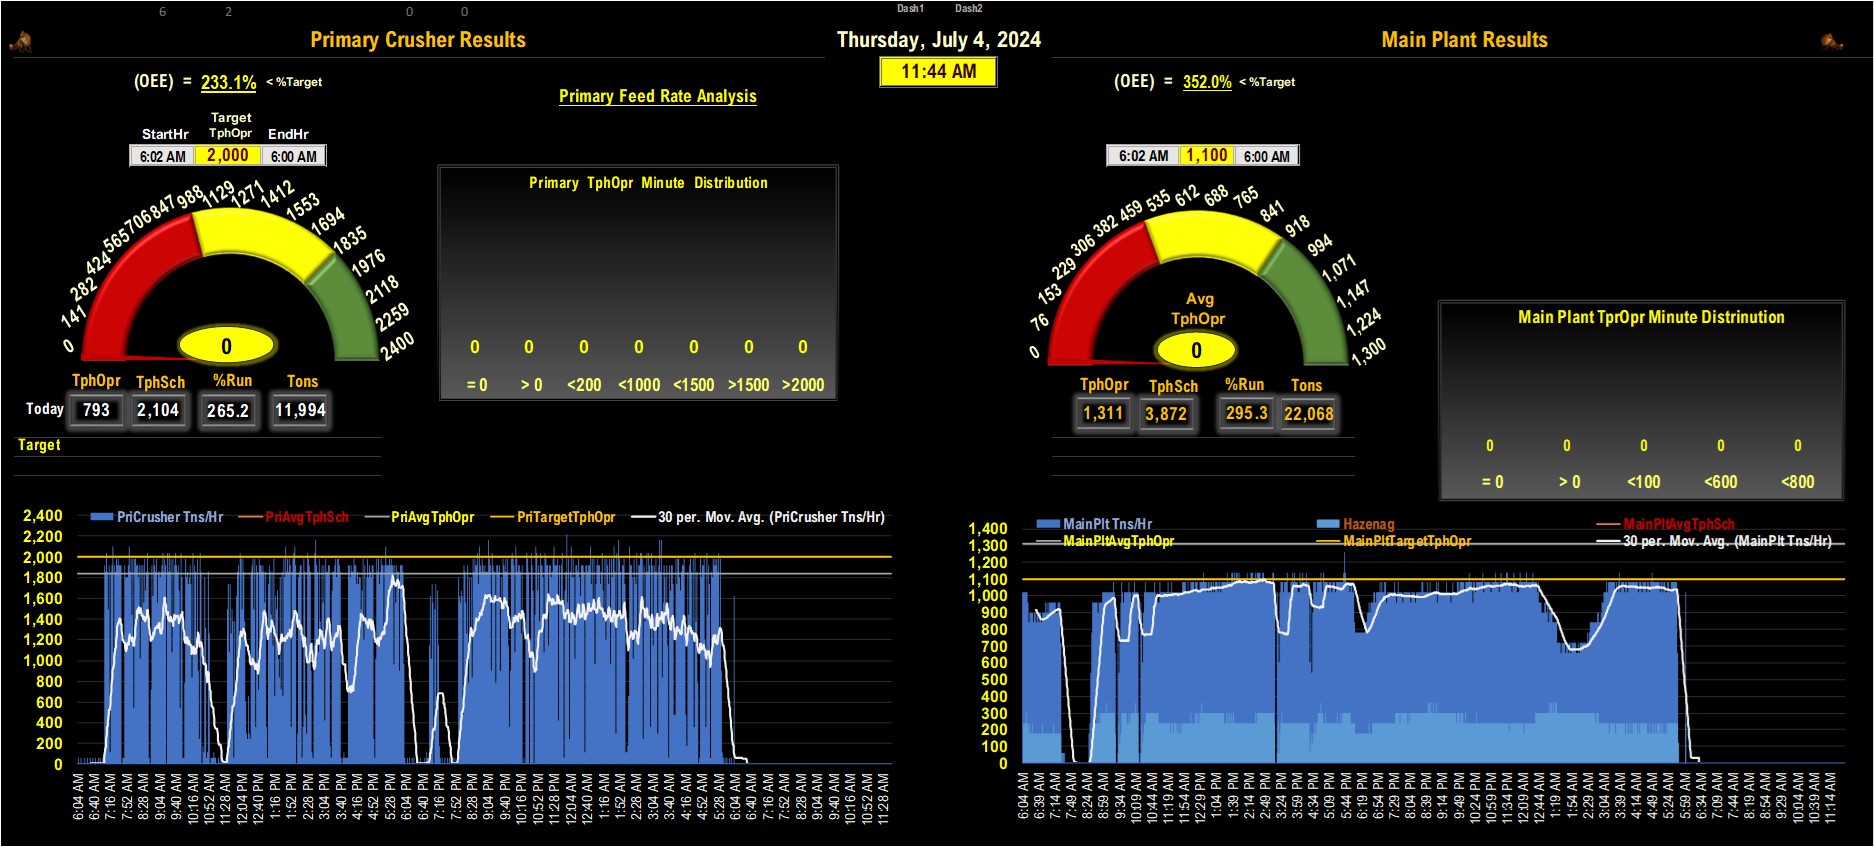 6 2 0 0 Dash1 Dash2
Primary Crusher Results
Thursday, July 4, 2024
Main Plant Results
11:44 AM
(OEE) = 233.1% < %Target
Primary Feed Rate Analysis
(OEE) = 352.0% < %Target
Target
StartHr TphOpr EndHr
6:02 AM 2,000 6:00 AM
6:02 AM 1,100 6:00 AM
Primary TphOpr Minute Distribution
0 141 282 424 565 706 847 988 1129 1271 1412 1553 1694 1835 1976 2118 2259 2400
0
0 0 0 0 0 0 0
= 0 > 0 <200 <1000 <1500 >1500 >2000
0 76 153 229 306 382 459 535 612 688 765 841 918 994 1,071 1,147 1,224 1,300
Avg
TphOpr
0
Main Plant TprOpr Minute Distrinution
0 0 0 0 0
= 0 > 0 <100 <600 <800
TphOpr TphSch %Run Tons
Today 793 2,104 265.2 11,994
Target
TphOpr TphSch %Run Tons
1,311 3,872 295.3 22,068
PriCrusher Tns/Hr PriAvgTphSch PriAvgTphOpr PriTargetTphOpr 30 per. Mov. Avg. (PriCrusher Tns/Hr)
2,400
2,200
2,000
1,800
1,600
1,400
1,200
1,000
800
600
400
200
0
6:04 AM 6:40 AM 7:16 AM 7:52 AM 8:28 AM 9:04 AM 9:40 AM 10:16 AM 10:52 AM 11:28 AM 12:04 PM 12:40 PM 1:16 PM 1:52 PM 2:28 PM 3:04 PM 3:40 PM 4:16 PM 4:52 PM 5:28 PM 6:04 PM 6:40 PM 7:16 PM 7:52 PM 8:28 PM 9:04 PM 9:40 PM 10:16 PM 10:52 PM 11:28 PM 12:04 AM 12:40 AM 1:16 AM 1:52 AM 2:28 AM 3:04 AM 3:40 AM 4:16 AM 4:52 AM 5:28 AM 6:04 AM 6:40 AM 7:16 AM 7:52 AM 8:28 AM 9:04 AM 9:40 AM 10:16 AM 10:52 AM 11:28 AM
MainPlt Tns/Hr Hazenag MainPltAvgTphSch
MainPltAvgTphOpr MainPltTargetTphOpr 30 per. Mov. Avg. (MainPlt Tns/Hr)
1,400
1,300
1,200
1,100
1,000
900
800
700
600
500
400
300
200
100
0
6:04 AM 6:39 AM 7:14 AM 7:49 AM 8:24 AM 8:59 AM 9:34 AM 10:09 AM 10:44 AM 11:19 AM 11:54 AM 12:29 PM 1:04 PM 1:39 PM 2:14 PM 2:49 PM 3:24 PM 3:59 PM 4:34 PM 5:09 PM 5:44 PM 6:19 PM 6:54 PM 7:29 PM 8:04 PM 8:39 PM 9:14 PM 9:49 PM 10:24 PM 10:59 PM 11:34 PM 12:09 AM 12:44 AM 1:19 AM 1:54 AM 2:29 AM 3:04 AM 3:39 AM 4:14 AM 4:49 AM 5:24 AM 5:59 AM 6:34 AM 7:09 AM 7:44 AM 8:19 AM 8:54 AM 9:29 AM 10:04 AM 10:39 AM 11:14 AM